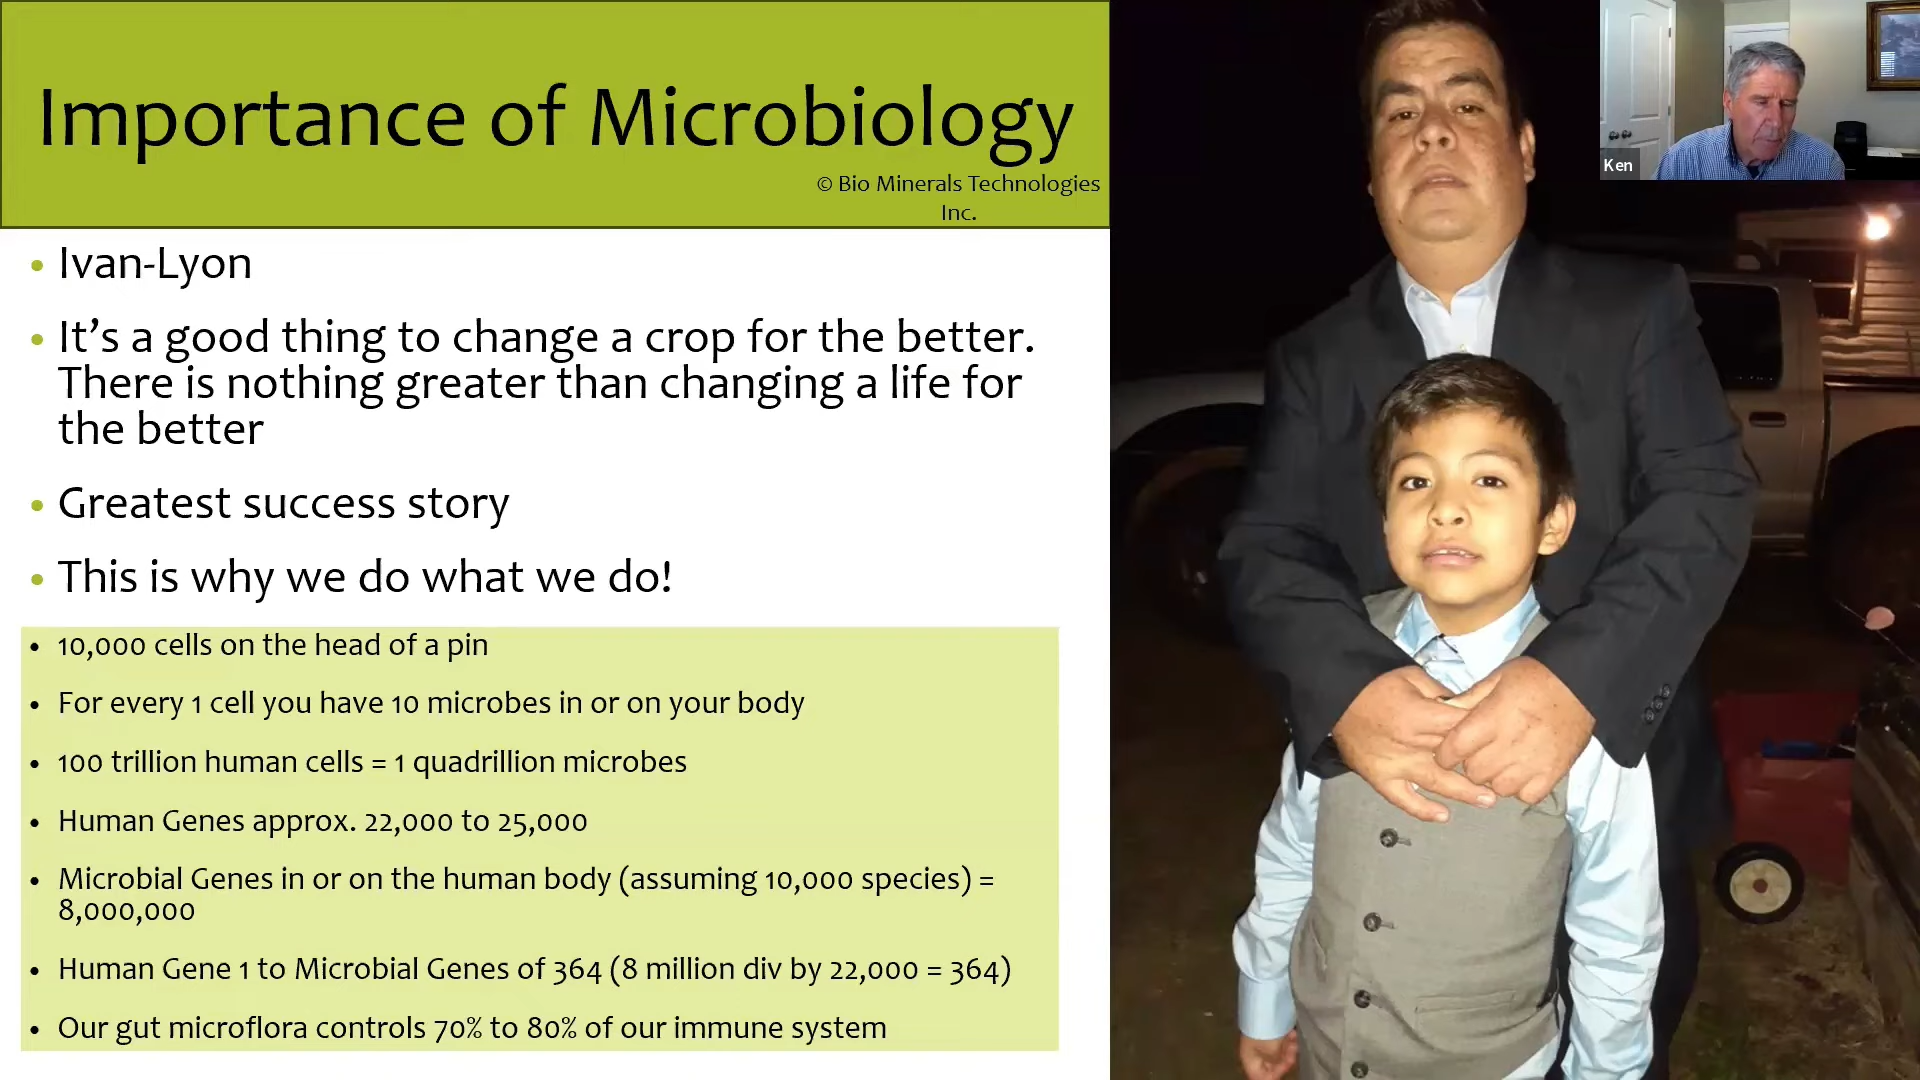 Importance of Microbiology
© Bio Minerals Technologies
Inc.
Ken
• Ivan-Lyon
• It’s a good thing to change a crop for the better.
There is nothing greater than changing a life for
the better
• Greatest success story
• This is why we do what we do!
• 10,000 cells on the head of a pin
• For every 1 cell you have 10 microbes in or on your body
• 100 trillion human cells = 1 quadrillion microbes
• Human Genes approx. 22,000 to 25,000
• Microbial Genes in or on the human body (assuming 10,000 species) =
8,000,000
• Human Gene 1 to Microbial Genes of 364 (8 million div by 22,000 = 364)
• Our gut microflora controls 70% to 80% of our immune system